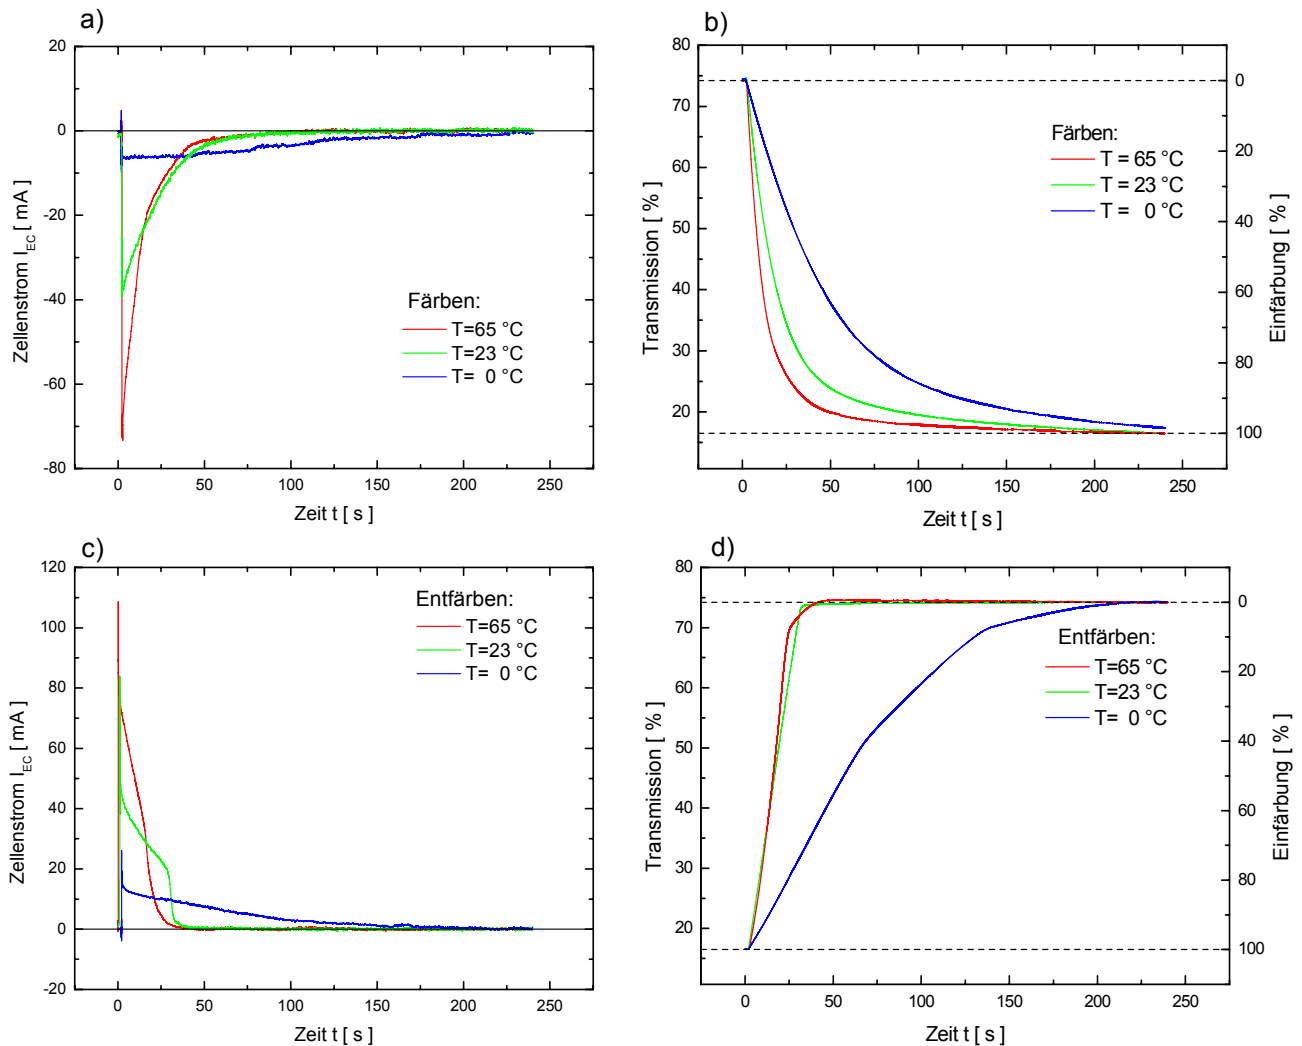 a)
20
0
-20
-40
-60
-80
Zellenstrom I_EC [ mA ]
Färben:
T=65 °C
T=23 °C
T= 0 °C
0 50 100 150 200 250
Zeit t [ s ]
b)
80
70
60
50
40
30
20
Transmission [ % ]
Färben:
T = 65 °C
T = 23 °C
T = 0 °C
0
20
40
60
80
100
Einfärbung [ % ]
0 50 100 150 200 250
Zeit t [ s ]
c)
120
100
80
60
40
20
0
-20
Zellenstrom I_EC [ mA ]
Entfärben:
T=65 °C
T=23 °C
T= 0 °C
0 50 100 150 200 250
Zeit t [ s ]
d)
80
70
60
50
40
30
20
Transmission [ % ]
Entfärben:
T=65 °C
T=23 °C
T= 0 °C
0
20
40
60
80
100
Einfärbung [ % ]
0 50 100 150 200 250
Zeit t [ s ]